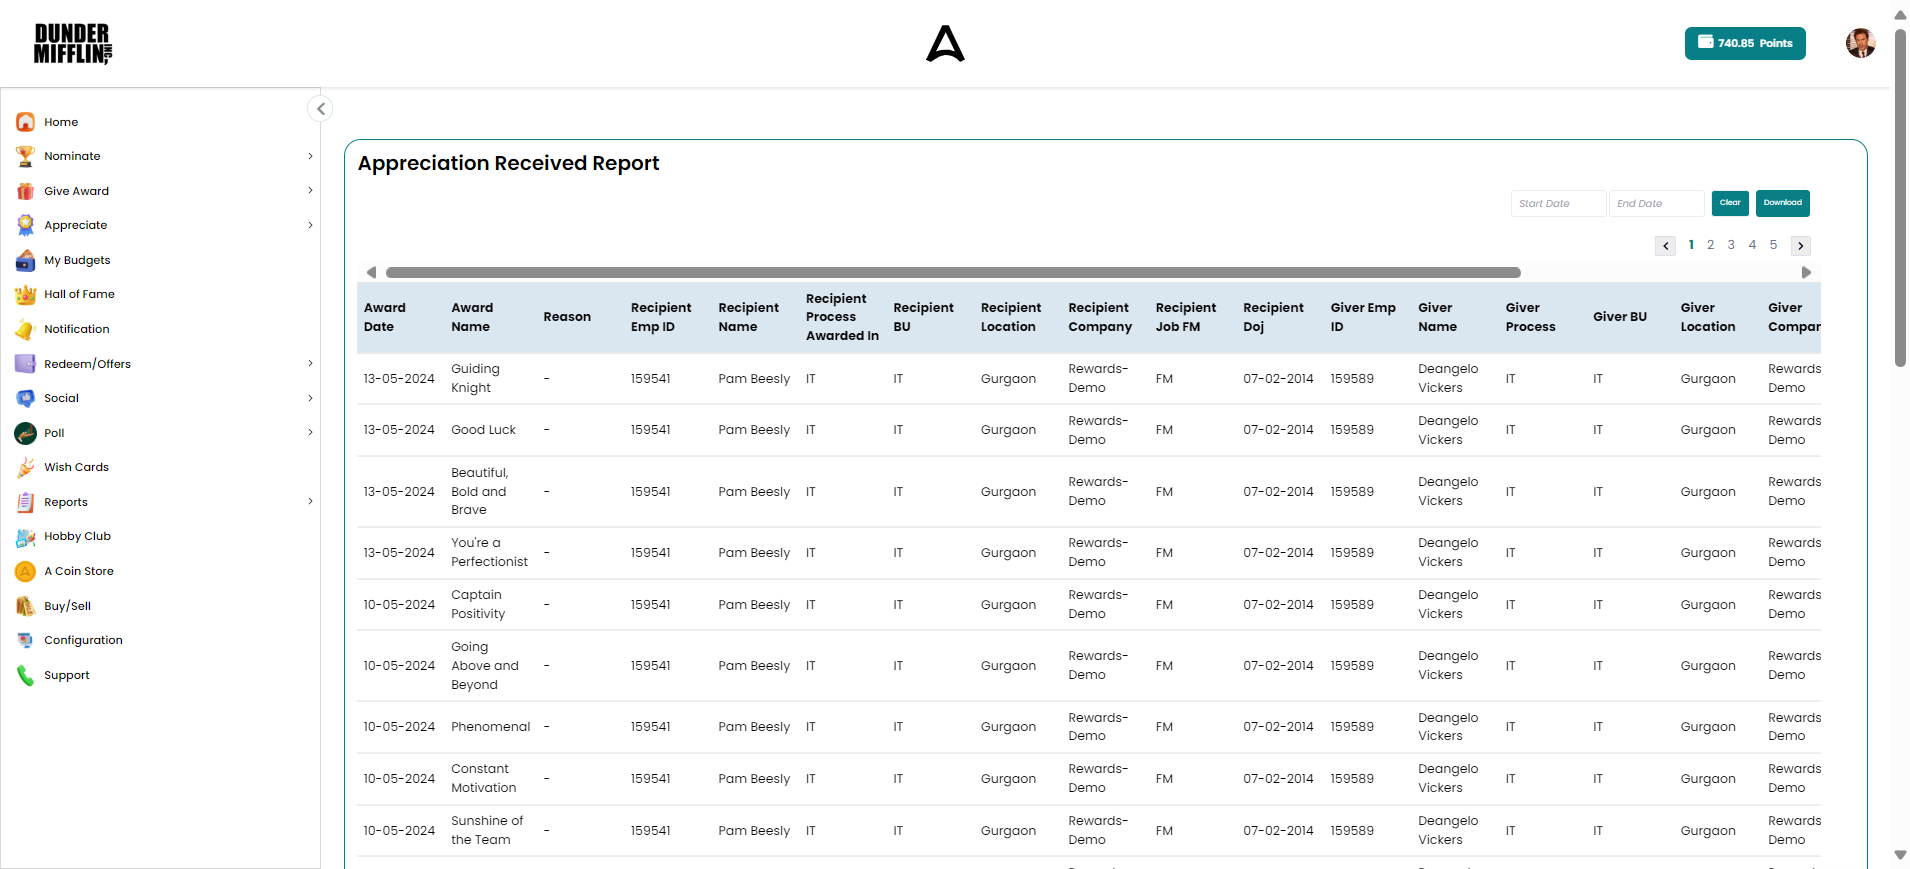 DUNDER
MIFFLIN, INC
740.85 Points
Home
Nominate
Give Award
Appreciate
My Budgets
Hall of Fame
Notification
Redeem/Offers
Social
Poll
Wish Cards
Reports
Hobby Club
A Coin Store
Buy/Sell
Configuration
Support
Appreciation Received Report
Start Date End Date Clear Download
1 2 3 4 5
Award Date Award Name Reason Recipient Emp ID Recipient Name Recipient Process Awarded In Recipient BU Recipient Location Recipient Company Recipient Job FM Recipient Doj Giver Emp ID Giver Name Giver Process Giver BU Giver Location Giver Compan
13-05-2024 Guiding Knight - 159541 Pam Beesly IT IT Gurgaon Rewards-Demo FM 07-02-2014 159589 Deangelo Vickers IT IT Gurgaon Rewards Demo
13-05-2024 Good Luck - 159541 Pam Beesly IT IT Gurgaon Rewards-Demo FM 07-02-2014 159589 Deangelo Vickers IT IT Gurgaon Rewards Demo
13-05-2024 Beautiful, Bold and Brave - 159541 Pam Beesly IT IT Gurgaon Rewards-Demo FM 07-02-2014 159589 Deangelo Vickers IT IT Gurgaon Rewards Demo
13-05-2024 You're a Perfectionist - 159541 Pam Beesly IT IT Gurgaon Rewards-Demo FM 07-02-2014 159589 Deangelo Vickers IT IT Gurgaon Rewards Demo
10-05-2024 Captain Positivity - 159541 Pam Beesly IT IT Gurgaon Rewards-Demo FM 07-02-2014 159589 Deangelo Vickers IT IT Gurgaon Rewards Demo
10-05-2024 Going Above and Beyond - 159541 Pam Beesly IT IT Gurgaon Rewards-Demo FM 07-02-2014 159589 Deangelo Vickers IT IT Gurgaon Rewards Demo
10-05-2024 Phenomenal - 159541 Pam Beesly IT IT Gurgaon Rewards-Demo FM 07-02-2014 159589 Deangelo Vickers IT IT Gurgaon Rewards Demo
10-05-2024 Constant Motivation - 159541 Pam Beesly IT IT Gurgaon Rewards-Demo FM 07-02-2014 159589 Deangelo Vickers IT IT Gurgaon Rewards Demo
10-05-2024 Sunshine of the Team - 159541 Pam Beesly IT IT Gurgaon Rewards-Demo FM 07-02-2014 159589 Deangelo Vickers IT IT Gurgaon Rewards Demo